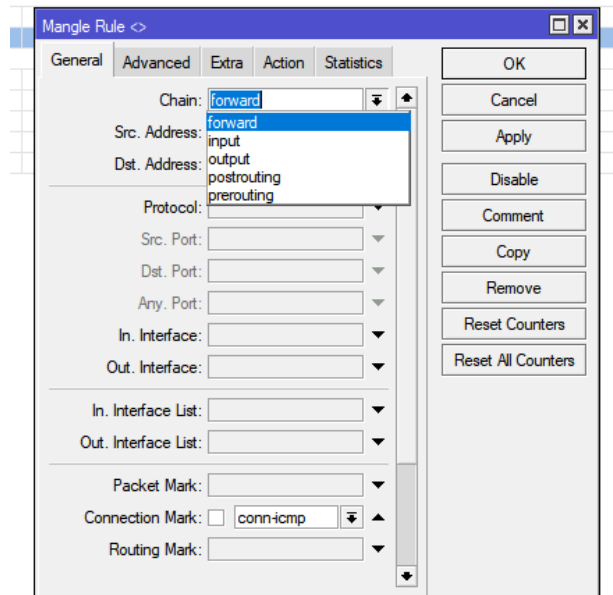 Mangle Rule <>
General Advanced Extra Action Statistics
Chain: forward
forward
input
output
postrouting
prerouting
Src. Address:
Dst. Address:
Protocol:
Src. Port:
Dst. Port:
Any. Port:
In. Interface:
Out. Interface:
In. Interface List:
Out. Interface List:
Packet Mark:
Connection Mark: conn-icmp
Routing Mark:
OK
Cancel
Apply
Disable
Comment
Copy
Remove
Reset Counters
Reset All Counters